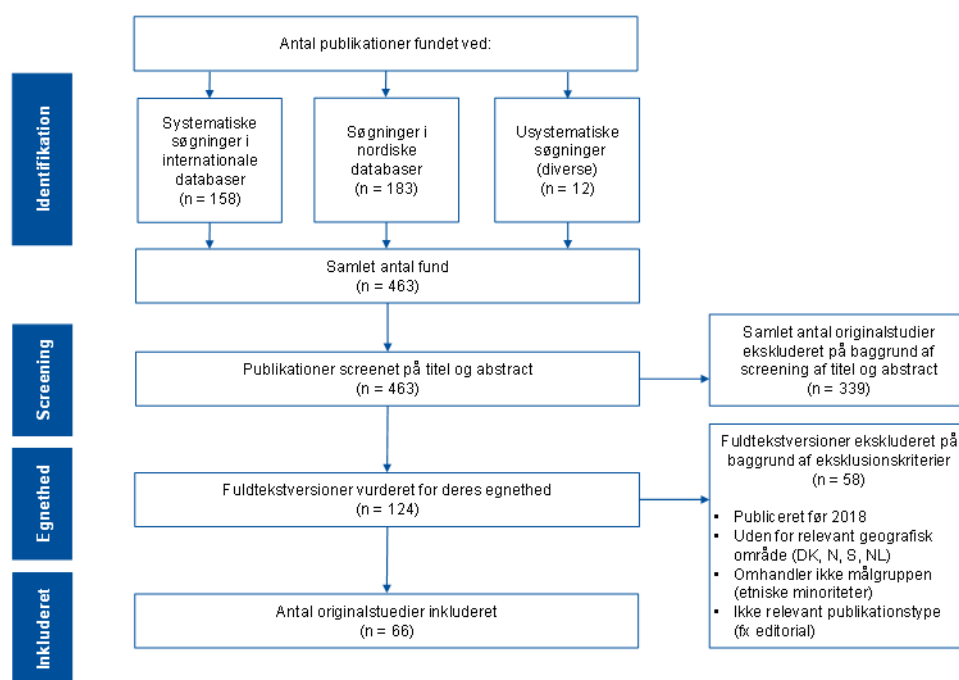 Antal publikationer fundet ved:
Identifikation
Systematiske
søgninger i
internationale
databaser
(n = 158)
Søgninger i
nordiske
databaser
(n = 183)
Usystematiske
søgninger
(diverse)
(n = 12)
Samlet antal fund
(n = 463)
Screening
Publikationer screenet på titel og abstract
(n = 463)
Samlet antal originalstudier
ekskluderet på baggrund af
screening af titel og abstract
(n = 339)
Egnethed
Fuldtekstversioner vurderet for deres egnethed
(n = 124)
Fuldtekstversioner ekskluderet på
baggrund af eksklusionskriterier
(n = 58)
▪ Publiceret før 2018
▪ Uden for relevant geografisk
område (DK, N, S, NL)
▪ Omhandler ikke målgruppen
(etniske minoriteter)
▪ Ikke relevant publikationstype
(fx editorial)
Inkluderet
Antal originalstuedier inkluderet
(n = 66)